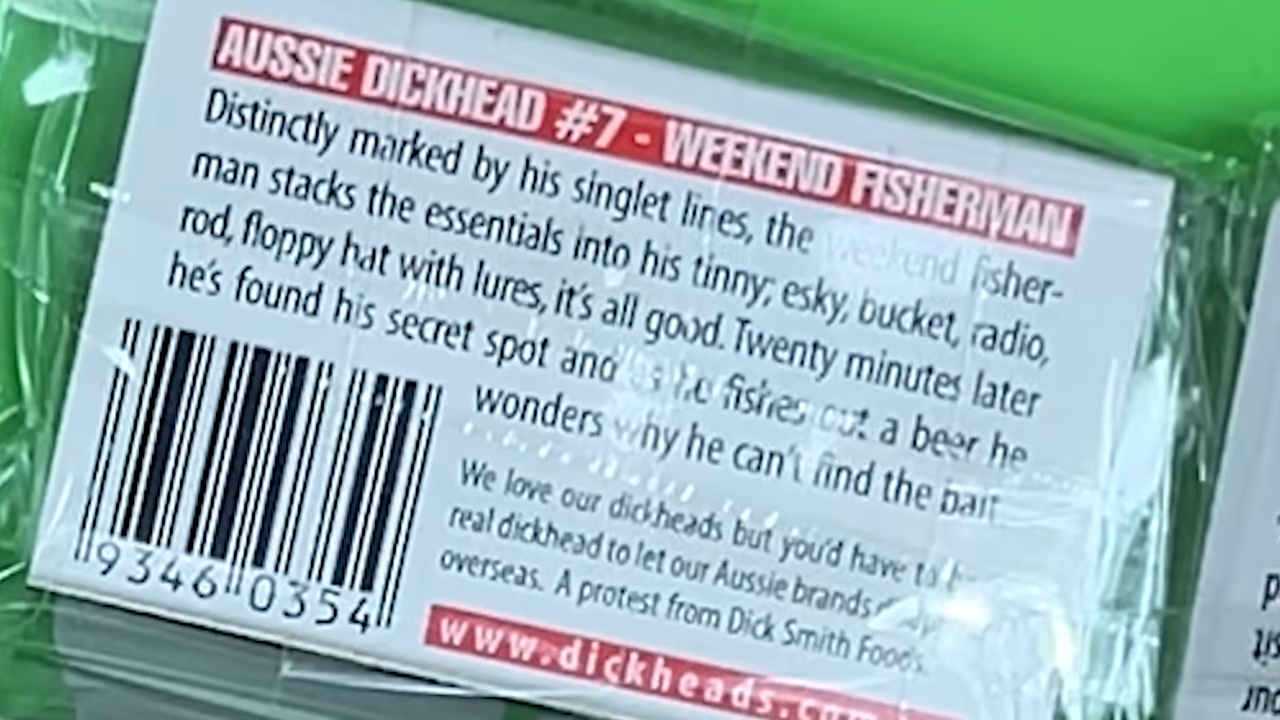 AUSSIE DICKHEAD #7 - WEEKEND FISHERMAN
Distinctly marked by his singlet lines, the weekend fisher-
man stacks the essentials into his tinny; esky, bucket, radio,
rod, floppy hat with lures, it's all good. Twenty minutes later
he's found his secret spot and as he fishes out a beer he
wonders why he can't find the bait
We love our dickheads but you'd have to
real dickhead to let our Aussie brands
overseas. A protest from Dick Smith Foods.
www.dickheads.com
9346 0354